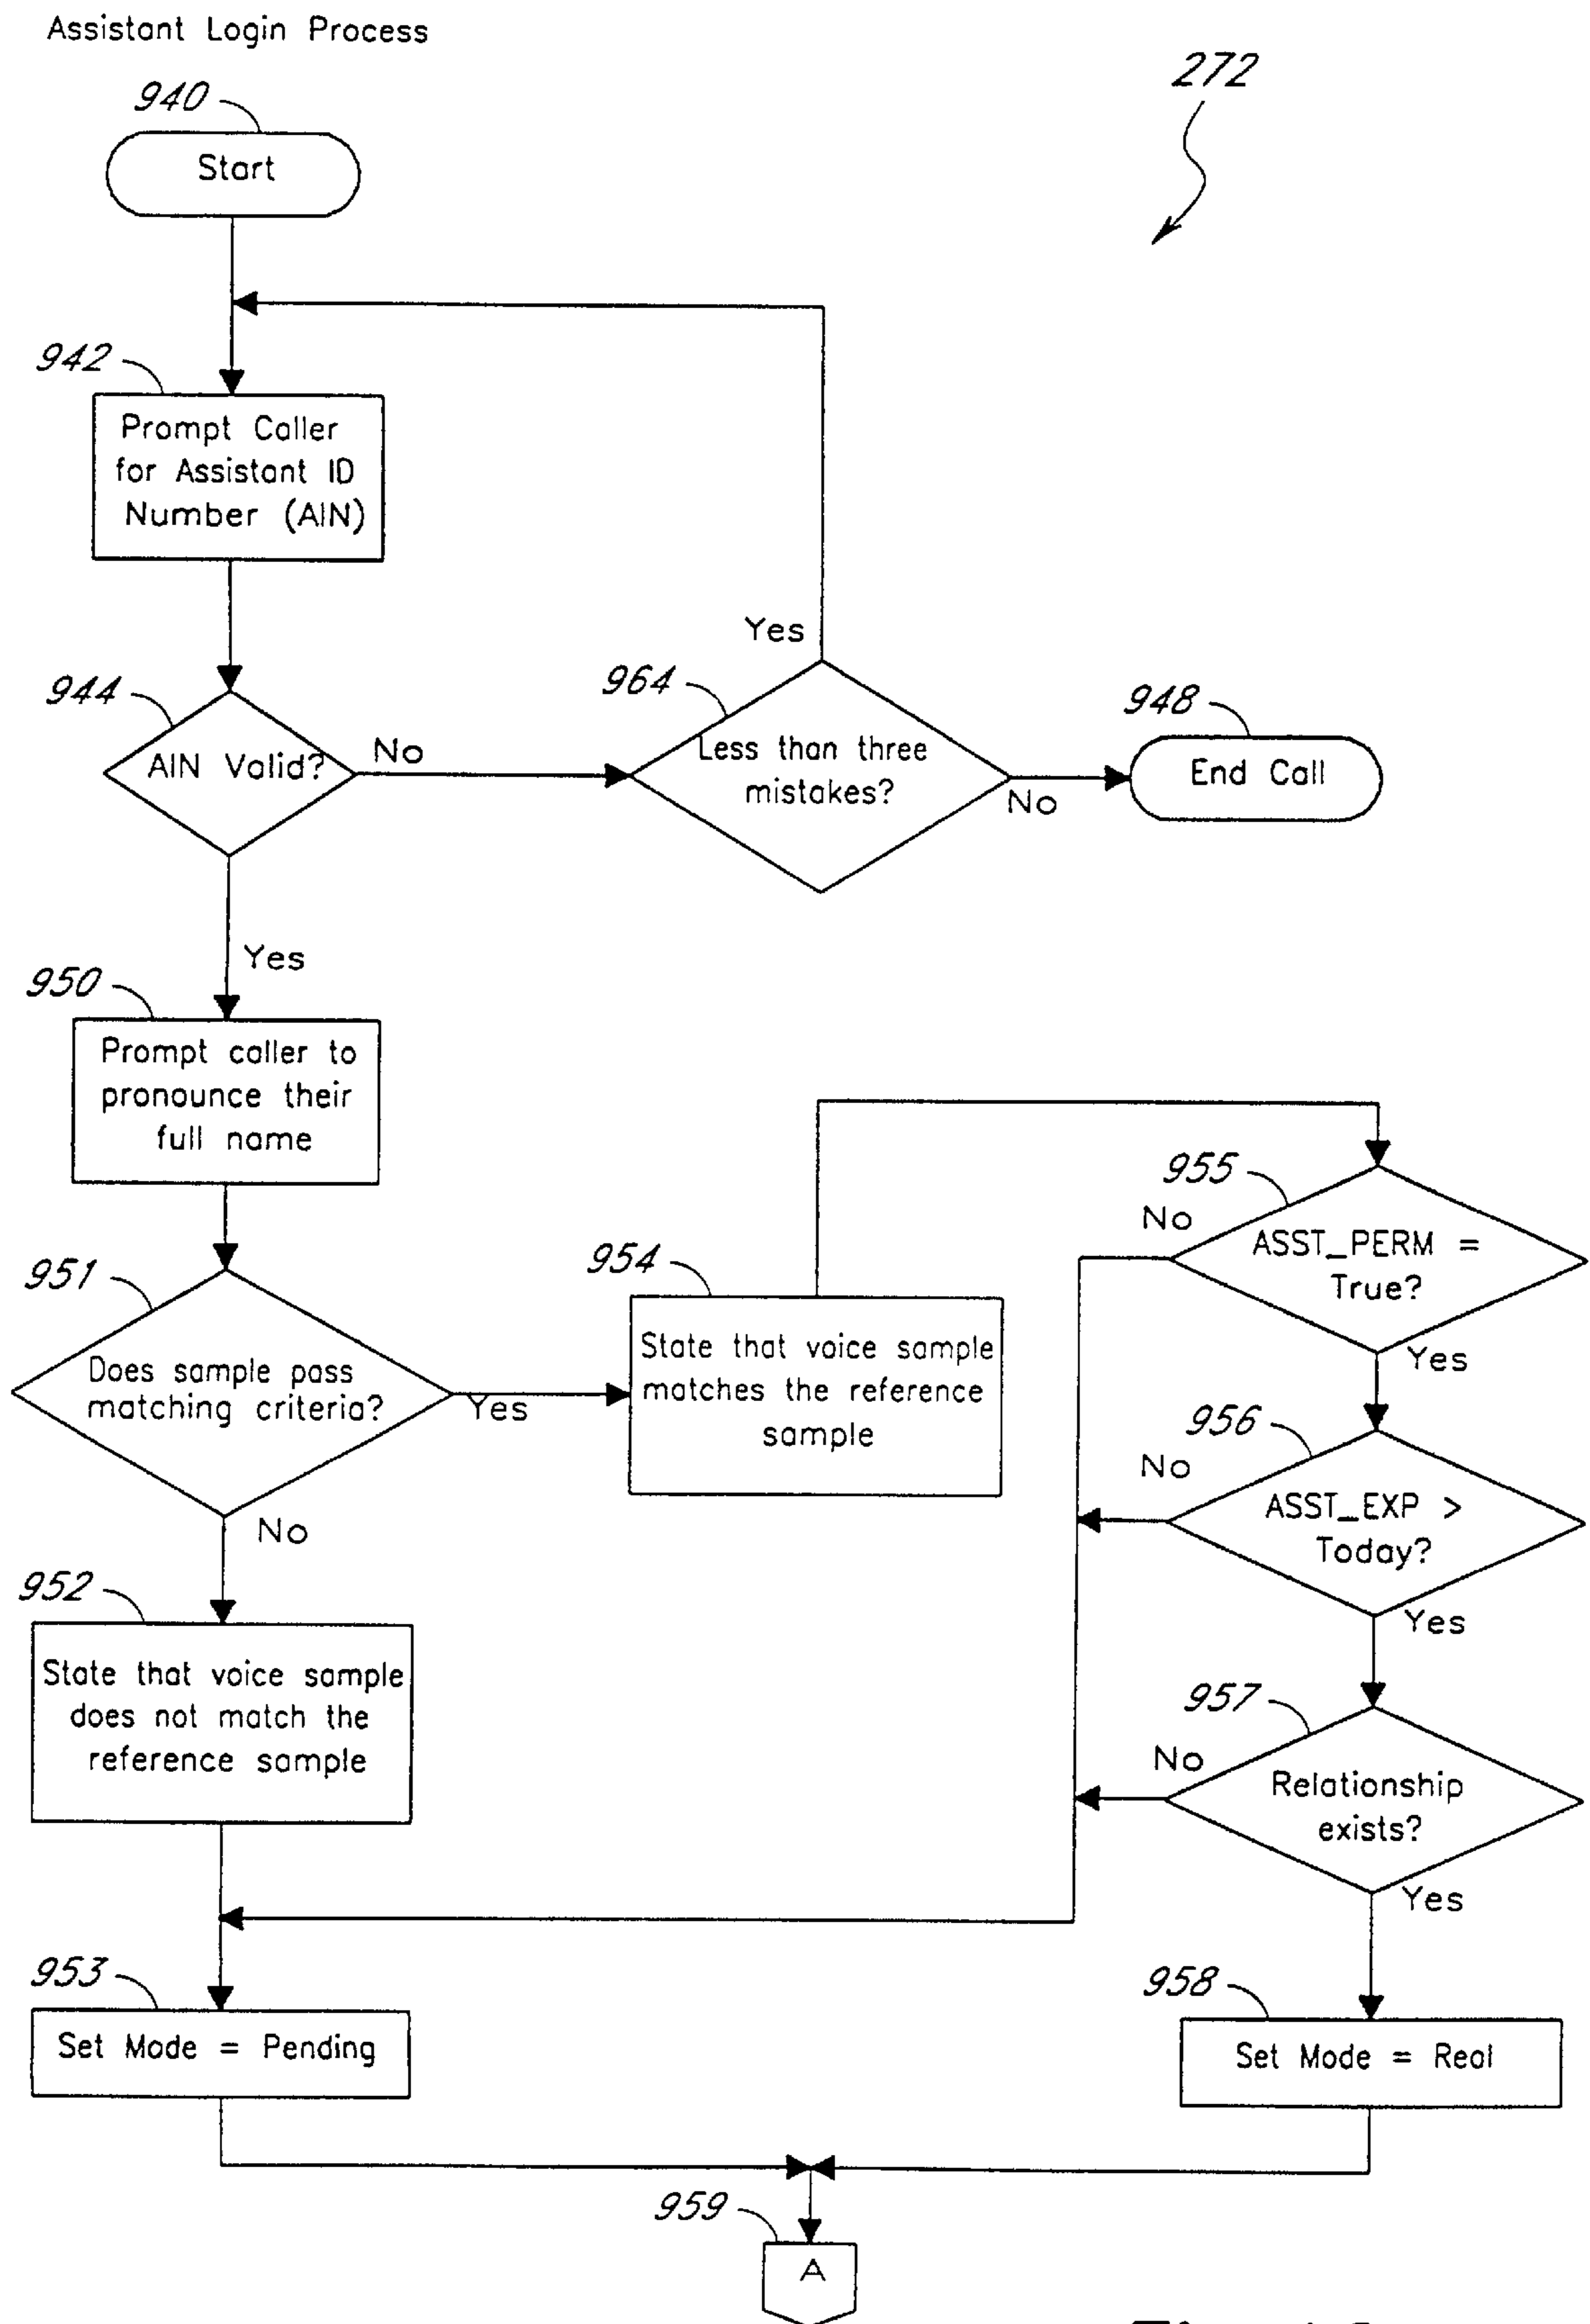 Assistant Login Process
272
940
Start
942
Prompt Caller
for Assistant ID
Number (AIN)
Yes
944
AIN Valid?
No
964
Less than three
mistakes?
No
948
End Call
Yes
950
Prompt caller to
pronounce their
full name
951
Does sample pass
matching criteria?
Yes
954
State that voice sample
matches the reference
sample
955
No
ASST_PERM =
True?
Yes
956
No
ASST_EXP >
Today?
Yes
957
No
Relationship
exists?
Yes
No
952
State that voice sample
does not match the
reference sample
953
Set Mode = Pending
958
Set Mode = Real
959
A